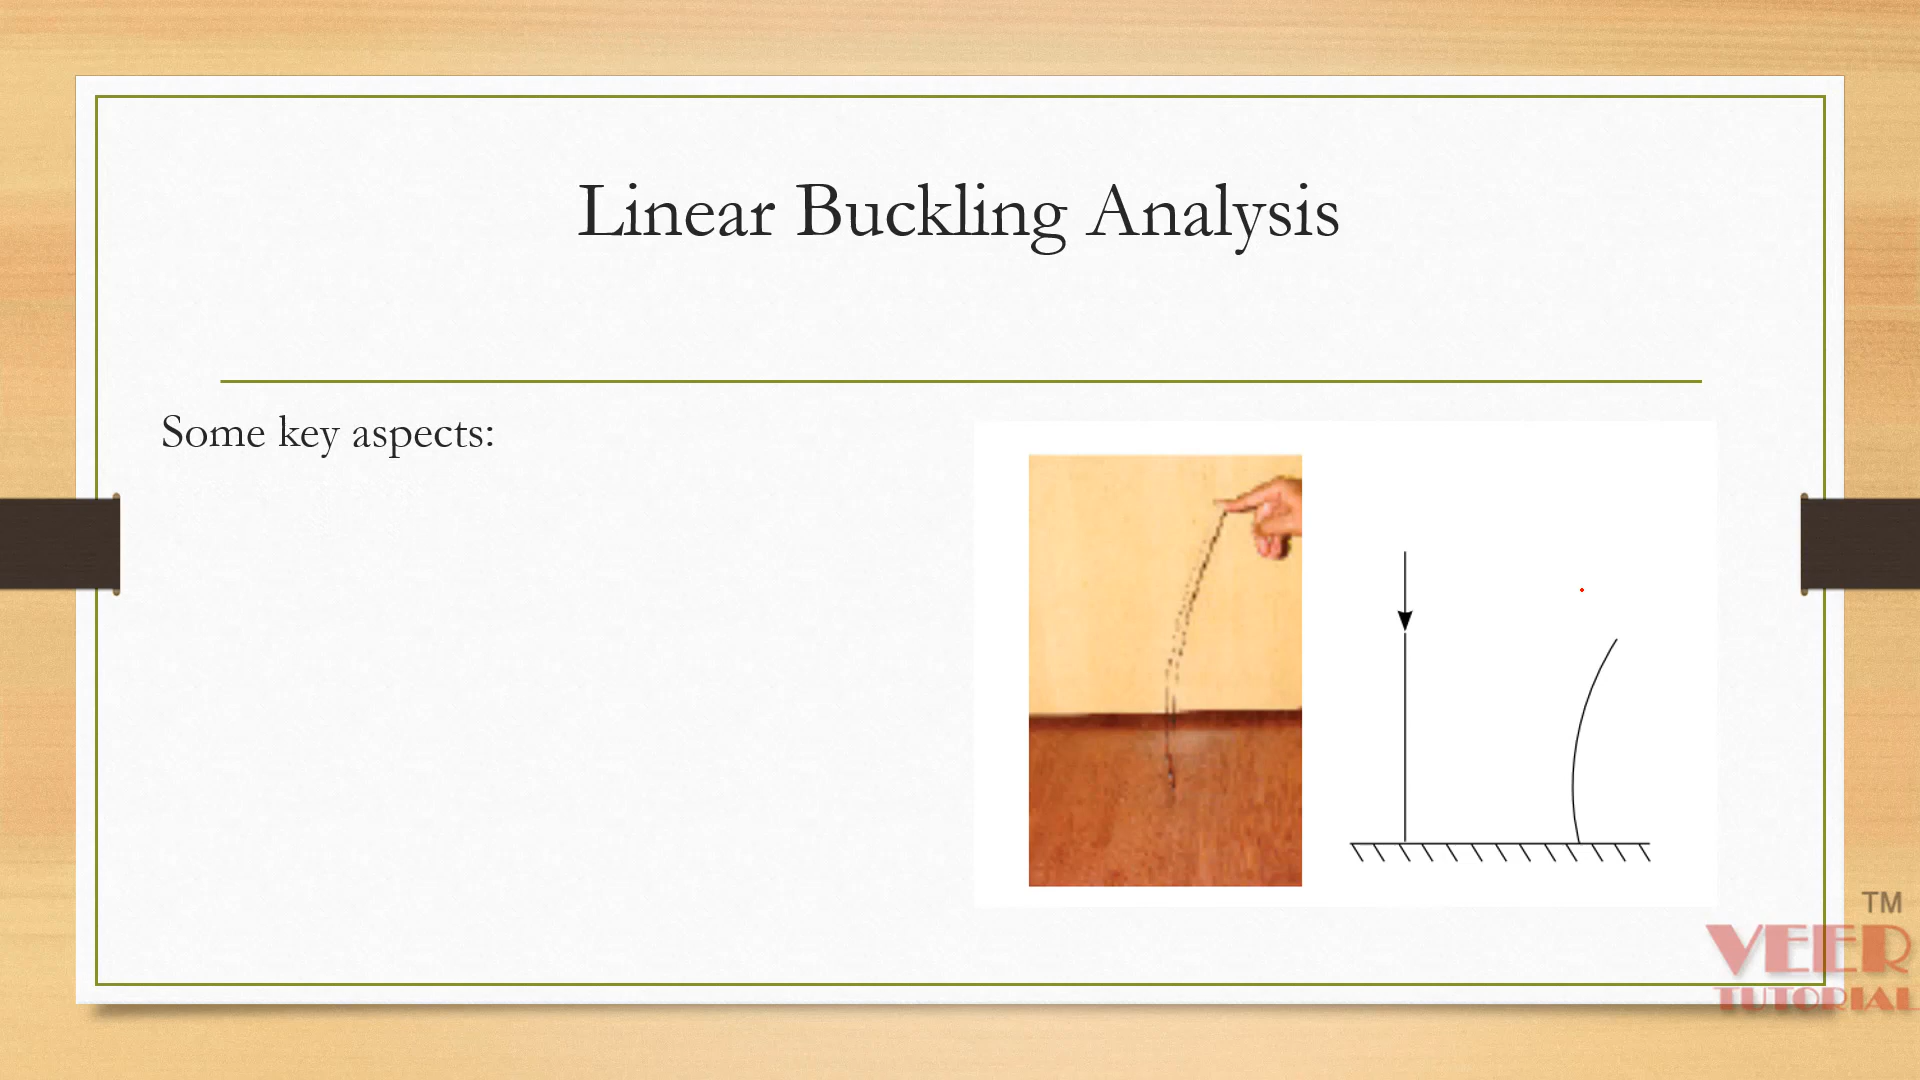 Linear Buckling Analysis
Some key aspects:
TM
VEER
TUTORIAL